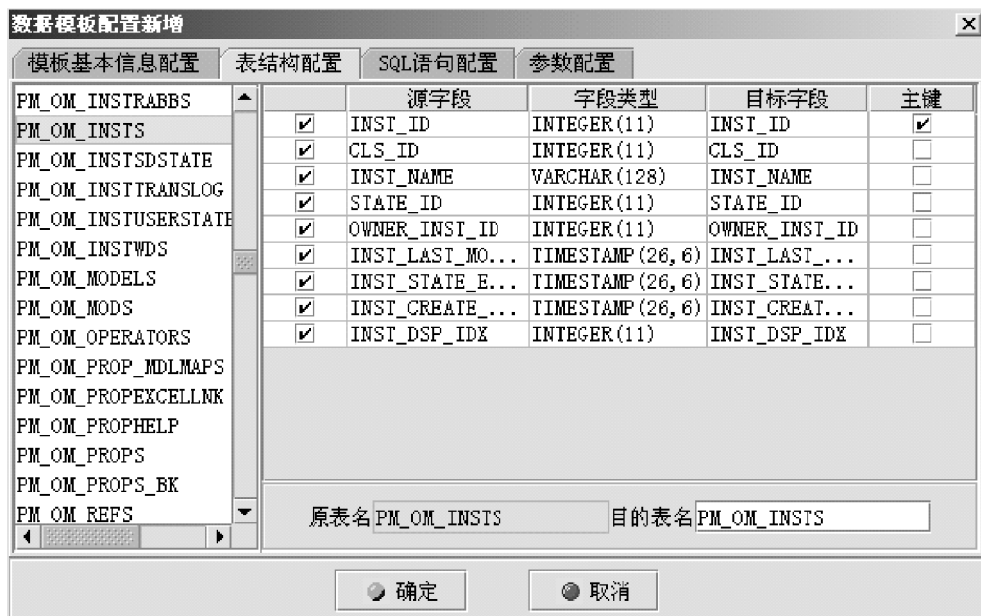 数据模板配置新增
模板基本信息配置 表结构配置 SQL语句配置 参数配置
PM_OM_INSTRABBS
PM_OM_INSTS
PM_OM_INSTSDSTATE
PM_OM_INSTTRANSLOG
PM_OM_INSTUSERSTATE
PM_OM_INSTWDS
PM_OM_MODELS
PM_OM_MODS
PM_OM_OPERATORS
PM_OM_PROP_MDLMAPS
PM_OM_PROPEXCELLNK
PM_OM_PROPHELP
PM_OM_PROPS
PM_OM_PROPS_BK
PM_OM_REFS
源字段 字段类型 目标字段 主键
INST_ID INTEGER(11) INST_ID
CLS_ID INTEGER(11) CLS_ID
INST_NAME VARCHAR(128) INST_NAME
STATE_ID INTEGER(11) STATE_ID
OWNER_INST_ID INTEGER(11) OWNER_INST_ID
INST_LAST_MO... TIMESTAMP(26,6) INST_LAST_...
INST_STATE_E... TIMESTAMP(26,6) INST_STATE...
INST_CREATE_... TIMESTAMP(26,6) INST_CREAT...
INST_DSP_IDX INTEGER(11) INST_DSP_IDX
原表名 PM_OM_INSTS 目的表名 PM_OM_INSTS
确定 取消